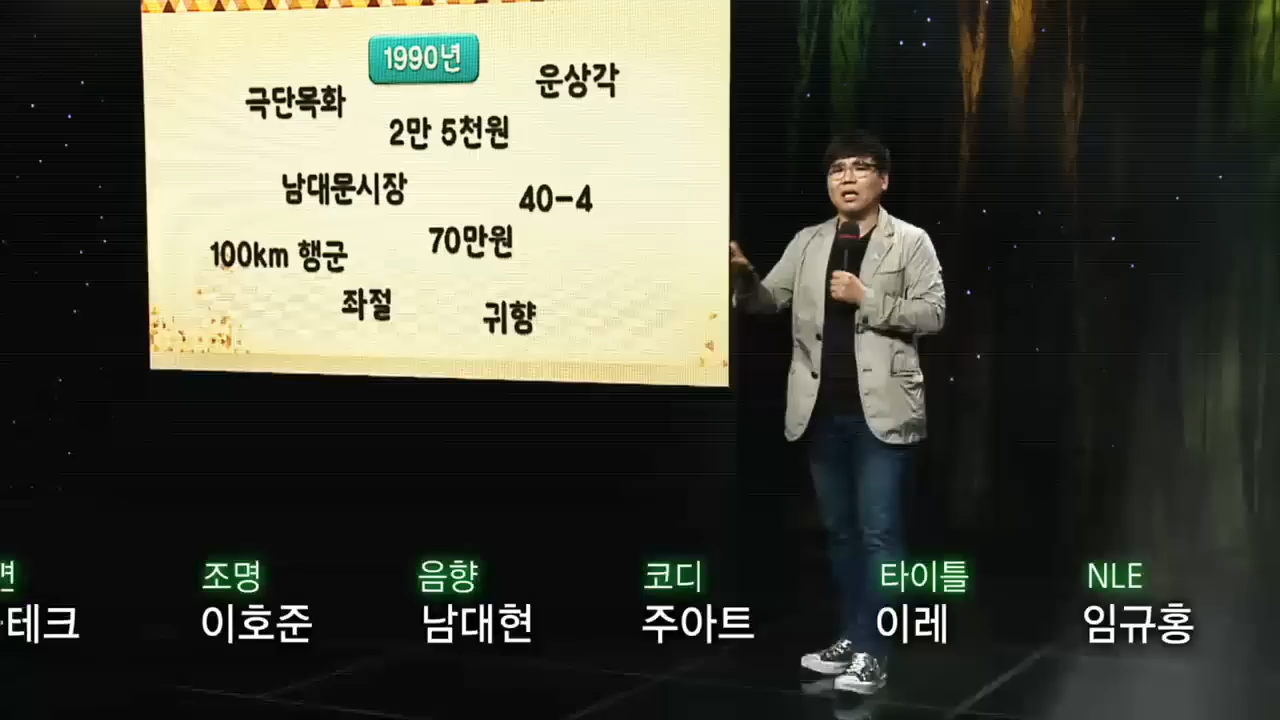 1990년
운상각
극단목화
2만 5천원
남대문시장
40-4
70만원
100km 행군
좌절
귀향
조명
음향
코디
타이틀
NLE
테크
이호준
남대현
주아트
이레
임규홍